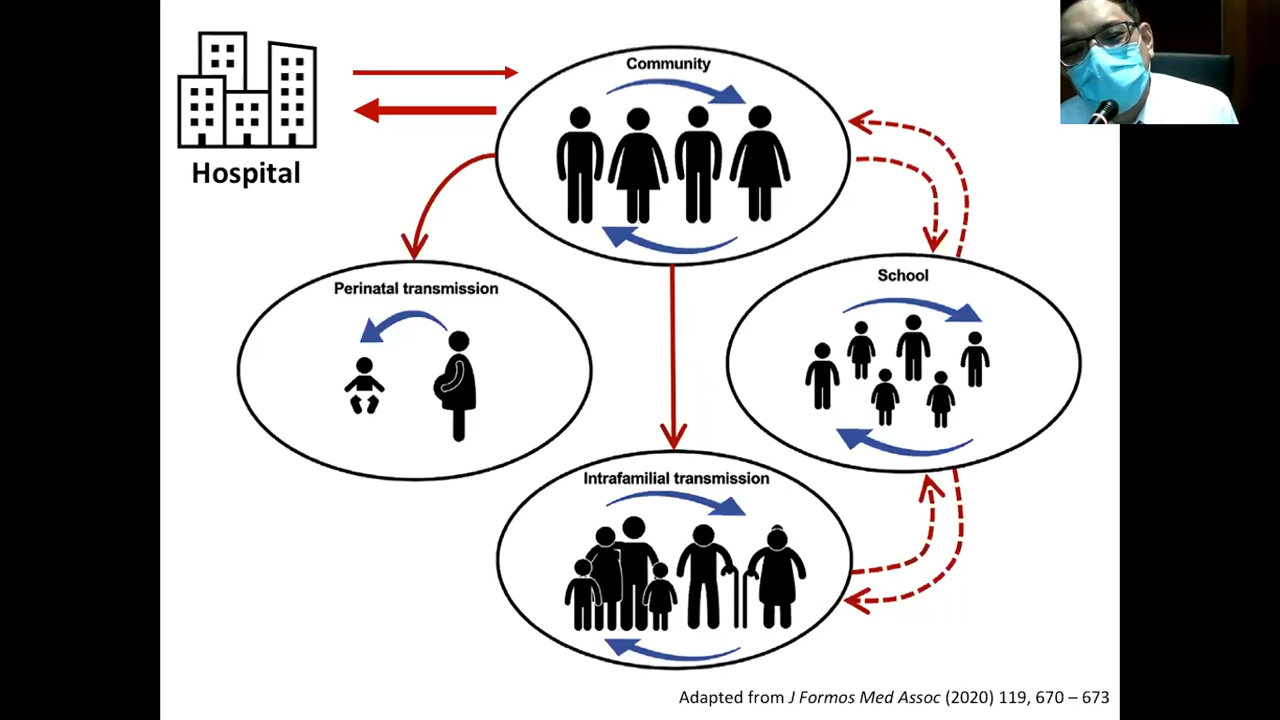 Community
Hospital
Perinatal transmission
School
Intrafamilial transmission
Adapted from J Formos Med Assoc (2020) 119, 670 – 673